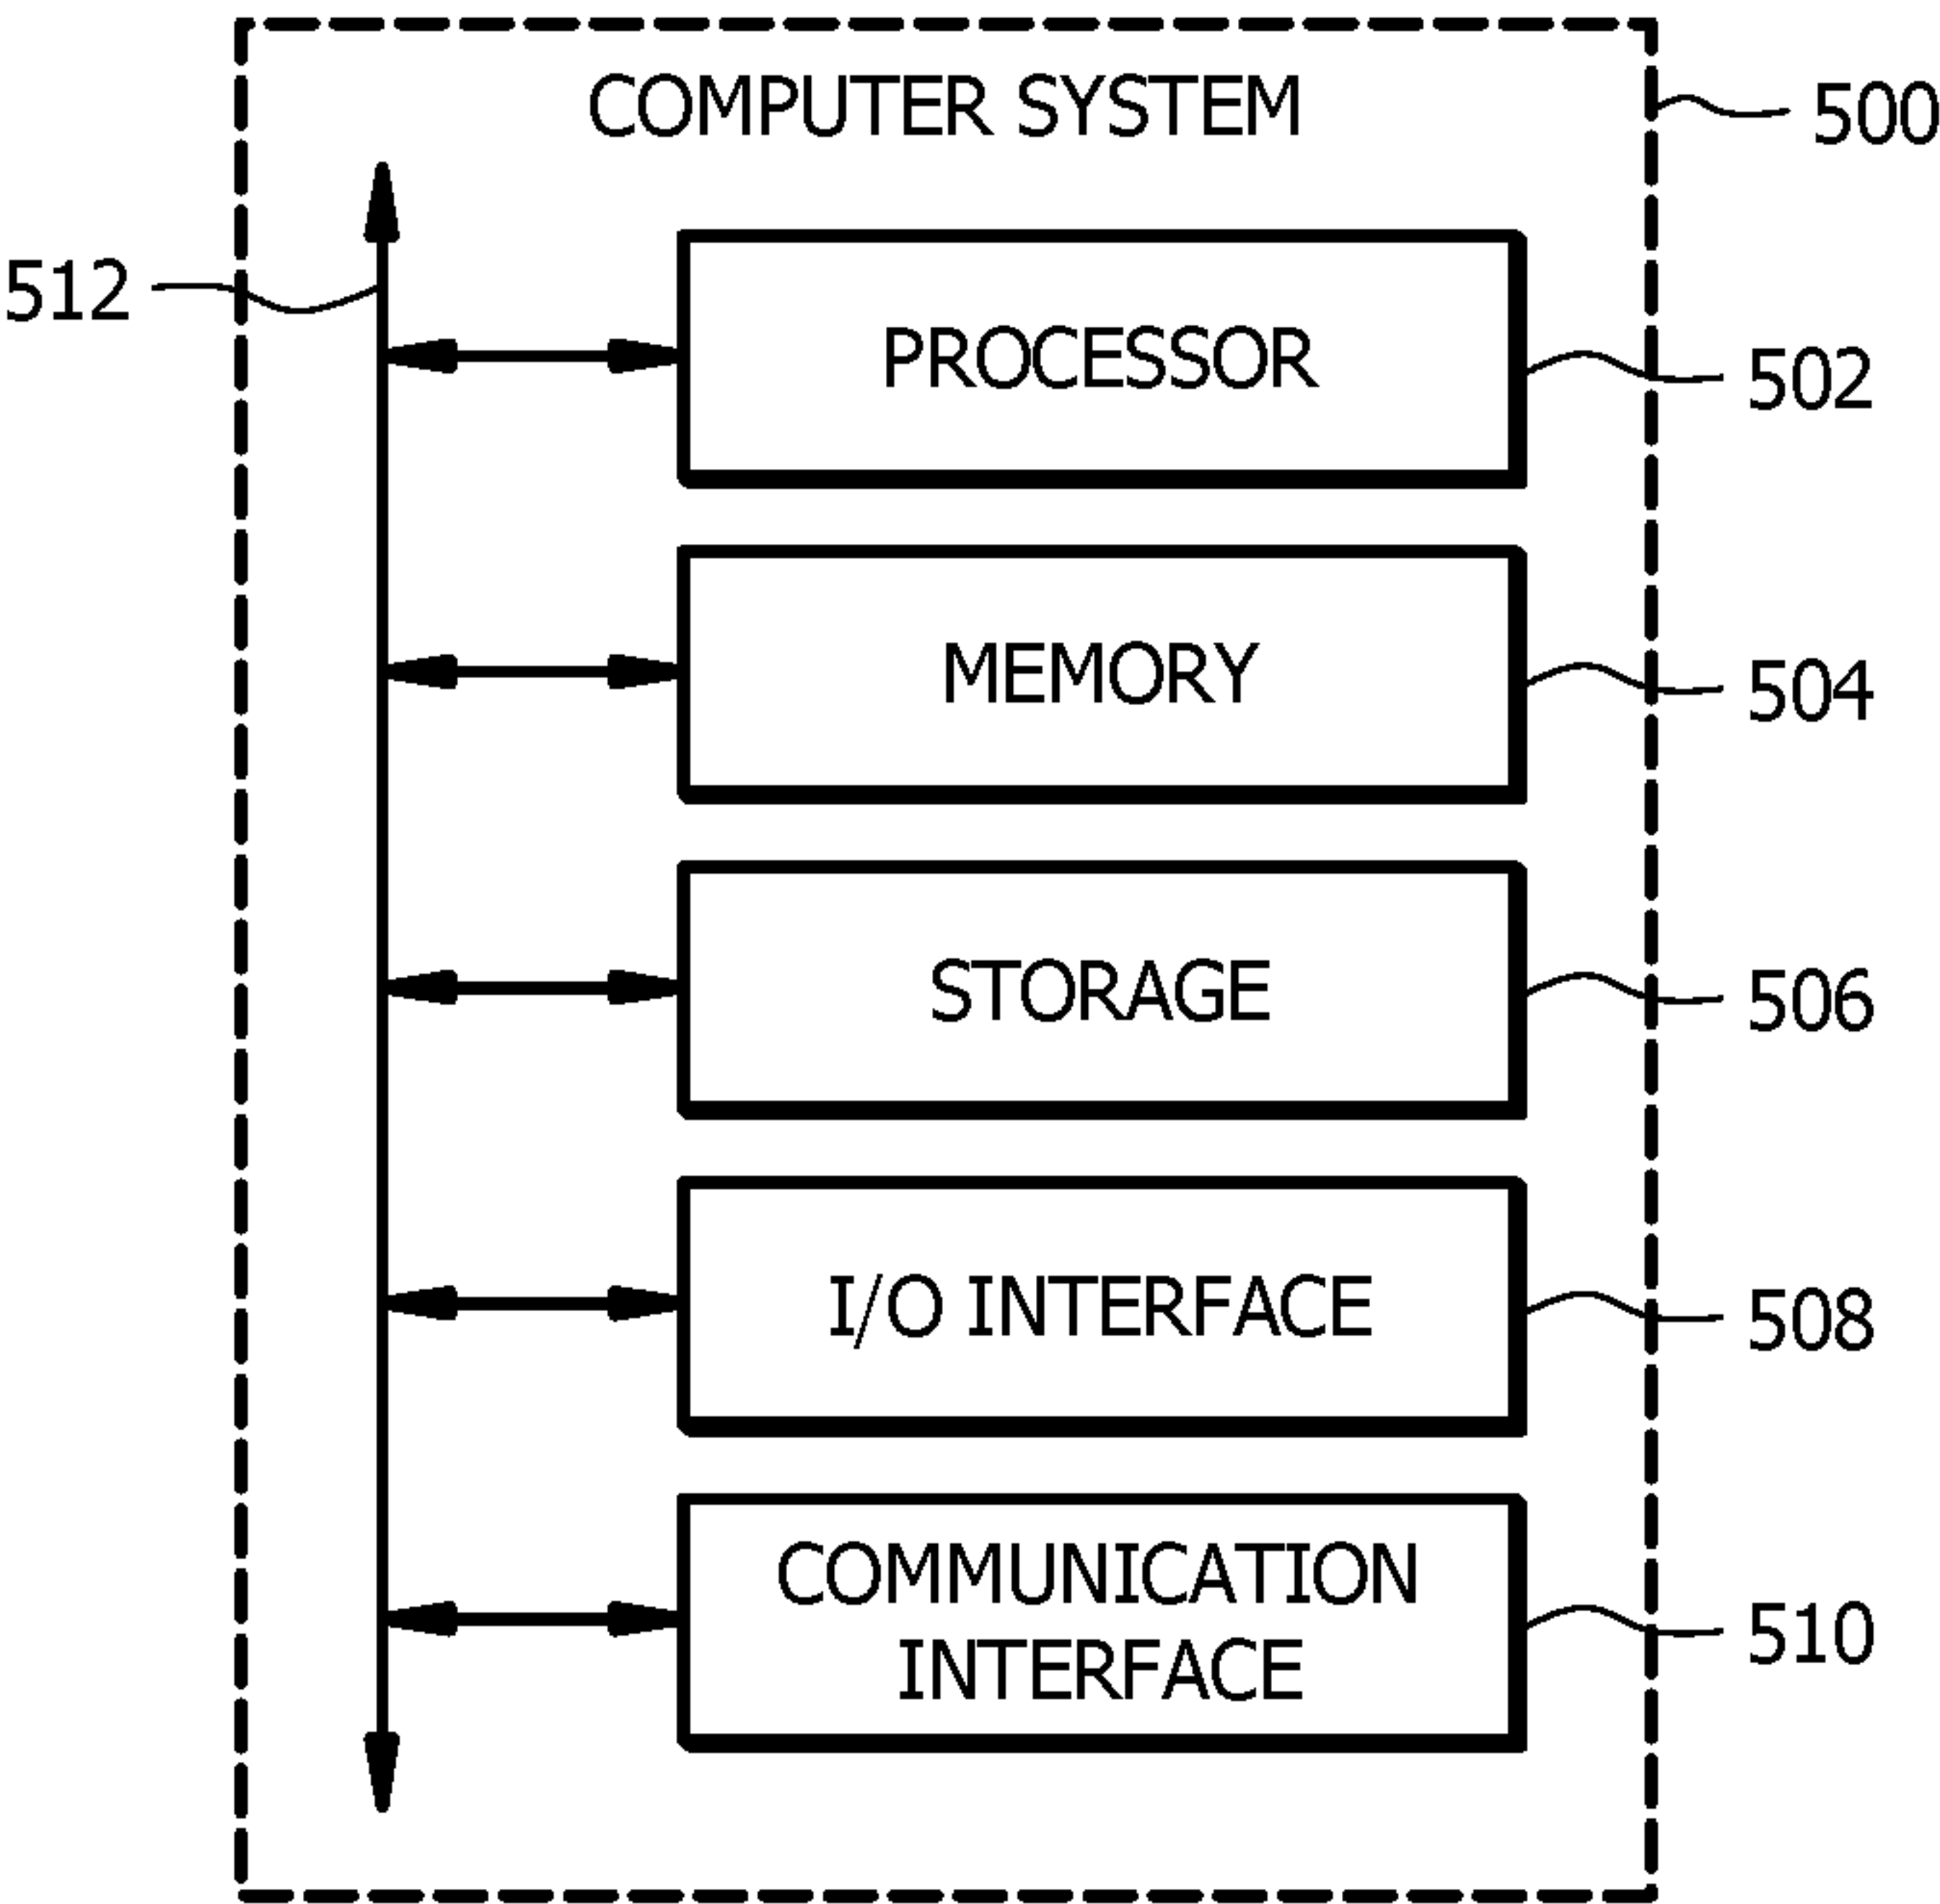 COMPUTER SYSTEM
500
512
PROCESSOR
502
MEMORY
504
STORAGE
506
I/O INTERFACE
508
COMMUNICATION
INTERFACE
510